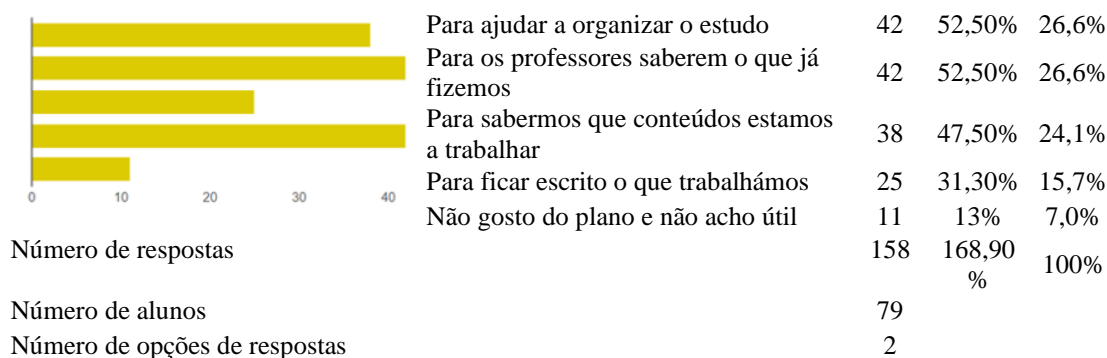 Para ajudar a organizar o estudo 42 52,50% 26,6%
Para os professores saberem o que já
fizemos 42 52,50% 26,6%
Para sabermos que conteúdos estamos
a trabalhar 38 47,50% 24,1%
Para ficar escrito o que trabalhámos 25 31,30% 15,7%
0 10 20 30 40
Não gosto do plano e não acho útil 11 13% 7,0%
Número de respostas 158 168,90
% 100%
Número de alunos 79
Número de opções de respostas 2